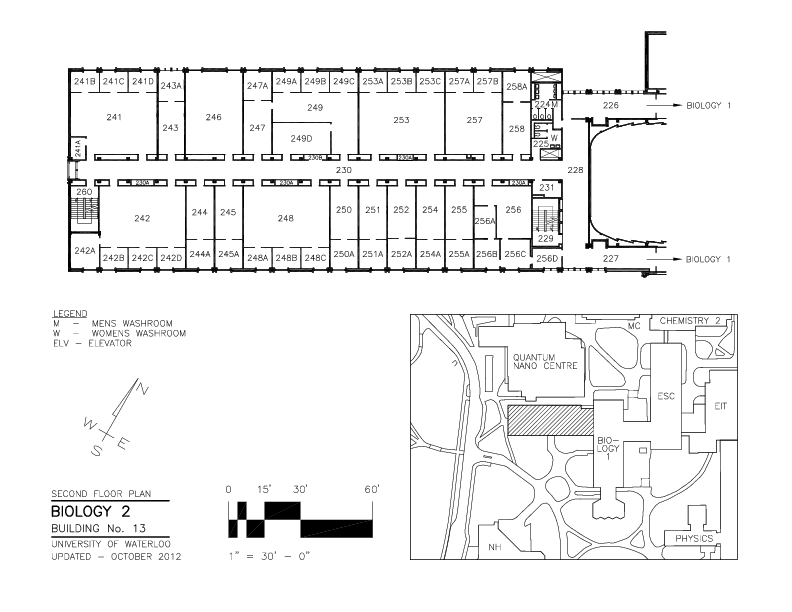 241B 241C 241D 243A 247A 249A 249B 249C 253A 253B 253C 257A 257B 258A
224M
226 BIOLOGY 1
241 243 246 247 249 253 257 258
249D
225 W
241A
230B 230A
230 228
230A 230A 230A 231
260
242 244 245 248 250 251 252 254 255 256A 256
229
242A 242B 242C 242D 244A 245A 248A 248B 248C 250A 251A 252A 254A 255A 256B 256C 256D 227 BIOLOGY 1
LEGEND
M – MENS WASHROOM
W – WOMENS WASHROOM
ELV – ELEVATOR
N
W
E
S
MC CHEMISTRY 2
QUANTUM
NANO CENTRE
ESC
EIT
BIO–
LOGY
1
PHYSICS
NH
SECOND FLOOR PLAN
BIOLOGY 2
BUILDING No. 13
UNIVERSITY OF WATERLOO
UPDATED – OCTOBER 2012
0 15' 30' 60'
1" = 30' – 0"